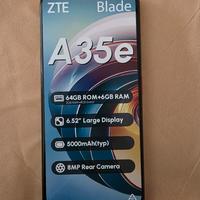 ZTE Blade
A35e
64GB ROM+6GB RAM
6.52" Large Display
5000mAh(typ)
8MP Rear Camera